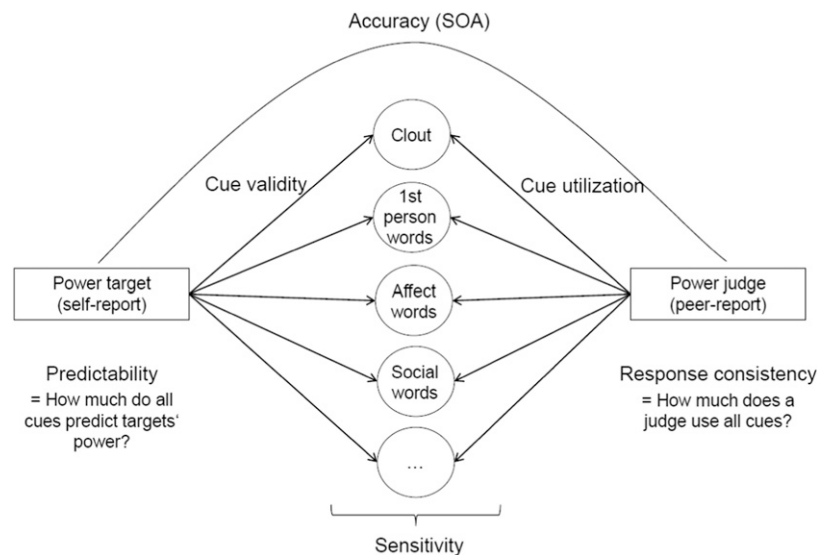 Accuracy (SOA)
Clout
Cue validity
Cue utilization
1st
person
words
Power target
(self-report)
Affect
words
Power judge
(peer-report)
Predictability
= How much do all
cues predict targets‘
power?
Social
words
Response consistency
= How much does a
judge use all cues?
...
Sensitivity